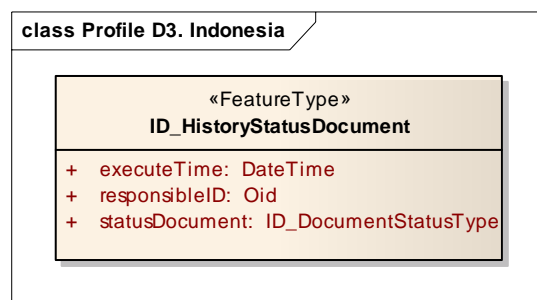 class Profile D3. Indonesia
«FeatureType»
ID_HistoryStatusDocument
+ executeTime: DateTime
+ responsibleID: Oid
+ statusDocument: ID_DocumentStatusType